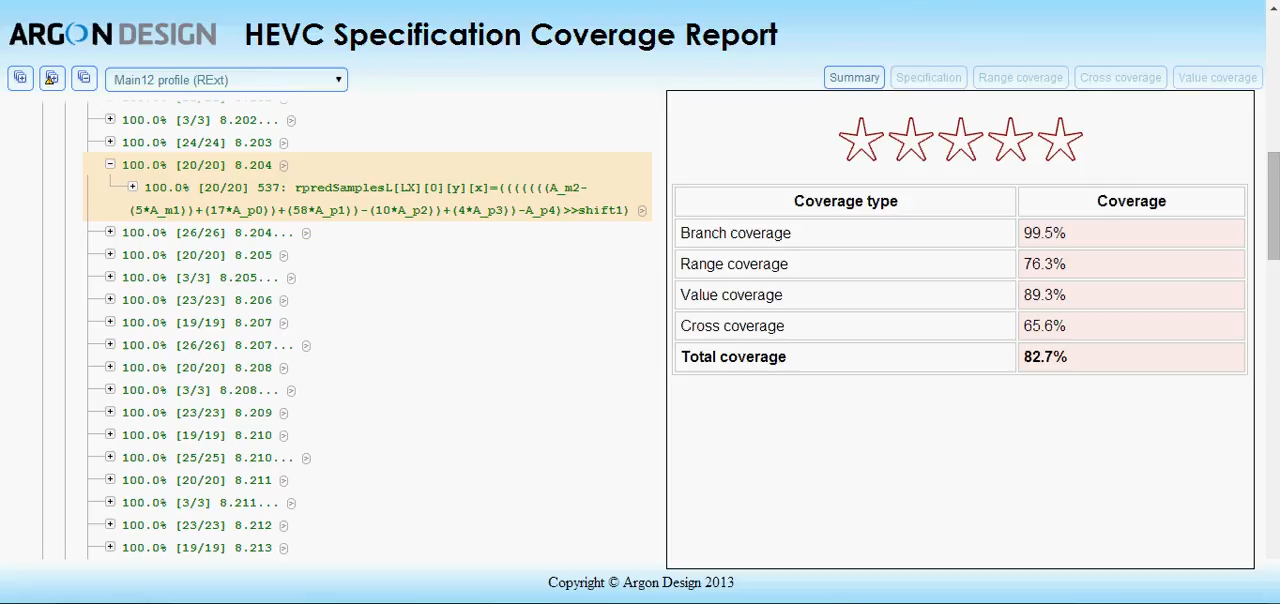 ARGON DESIGN HEVC Specification Coverage Report
Main12 profile (RExt)
Summary Specification Range coverage Cross coverage Value coverage
100.0% [3/3] 8.202...
100.0% [24/24] 8.203
100.0% [20/20] 8.204
100.0% [20/20] 537: rpredSamplesL[LX][0][y][x]=(((((((A_m2-
(5*A_m1))+(17*A_p0))+(58*A_p1))-(10*A_p2))+(4*A_p3))-A_p4)>>shift1)
100.0% [26/26] 8.204...
100.0% [20/20] 8.205
100.0% [3/3] 8.205...
100.0% [23/23] 8.206
100.0% [19/19] 8.207
100.0% [26/26] 8.207...
100.0% [20/20] 8.208
100.0% [3/3] 8.208...
100.0% [23/23] 8.209
100.0% [19/19] 8.210
100.0% [25/25] 8.210...
100.0% [20/20] 8.211
100.0% [3/3] 8.211...
100.0% [23/23] 8.212
100.0% [19/19] 8.213
Coverage type Coverage
Branch coverage 99.5%
Range coverage 76.3%
Value coverage 89.3%
Cross coverage 65.6%
Total coverage 82.7%
Copyright © Argon Design 2013